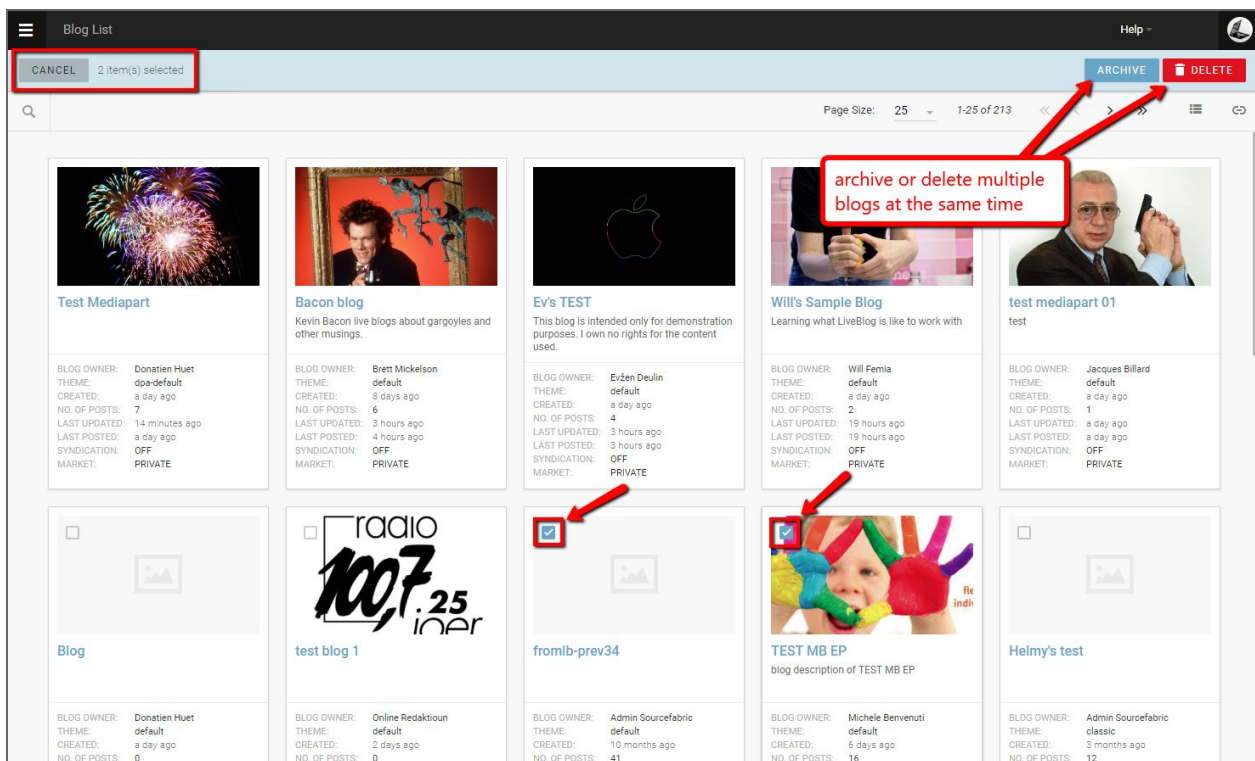 Blog List
Help
CANCEL 2 item(s) selected
ARCHIVE DELETE
Page Size: 25 1-25 of 213
archive or delete multiple
blogs at the same time
Test Mediapart
BLOG OWNER: Donatien Huet
THEME: dpa-default
CREATED: a day ago
NO. OF POSTS: 7
LAST UPDATED: 14 minutes ago
LAST POSTED: a day ago
SYNDICATION: OFF
MARKET: PRIVATE
Bacon blog
Kevin Bacon live blogs about gargoyles and
other musings.
BLOG OWNER: Brett Mickelson
THEME: default
CREATED: 8 days ago
NO. OF POSTS: 6
LAST UPDATED: 3 hours ago
LAST POSTED: 4 hours ago
SYNDICATION: OFF
MARKET: PRIVATE
Ev's TEST
This blog is intended only for demonstration
purposes. I own no rights for the content
used.
BLOG OWNER: Evžen Deulin
THEME: default
CREATED: a day ago
NO. OF POSTS: 4
LAST UPDATED: 3 hours ago
LAST POSTED: 3 hours ago
SYNDICATION: OFF
MARKET: PRIVATE
Will's Sample Blog
Learning what LiveBlog is like to work with
BLOG OWNER: Will Femia
THEME: default
CREATED: a day ago
NO. OF POSTS: 2
LAST UPDATED: 19 hours ago
LAST POSTED: 19 hours ago
SYNDICATION: OFF
MARKET: PRIVATE
test mediapart 01
test
BLOG OWNER: Jacques Billard
THEME: default
CREATED: a day ago
NO. OF POSTS: 1
LAST UPDATED: a day ago
LAST POSTED: a day ago
SYNDICATION: OFF
MARKET: PRIVATE
Blog
BLOG OWNER: Donatien Huet
THEME: default
CREATED: a day ago
NO. OF POSTS: 0
radio
100,7.25
joer
test blog 1
BLOG OWNER: Online Redaktioun
THEME: default
CREATED: 2 days ago
NO. OF POSTS: 0
fromlb-prev34
BLOG OWNER: Admin Sourcefabric
THEME: default
CREATED: 10 months ago
NO. OF POSTS: 41
TEST MB EP
blog description of TEST MB EP
BLOG OWNER: Michele Benvenuti
THEME: default
CREATED: 6 days ago
NO. OF POSTS: 16
Helmy's test
BLOG OWNER: Admin Sourcefabric
THEME: classic
CREATED: 3 months ago
NO. OF POSTS: 12